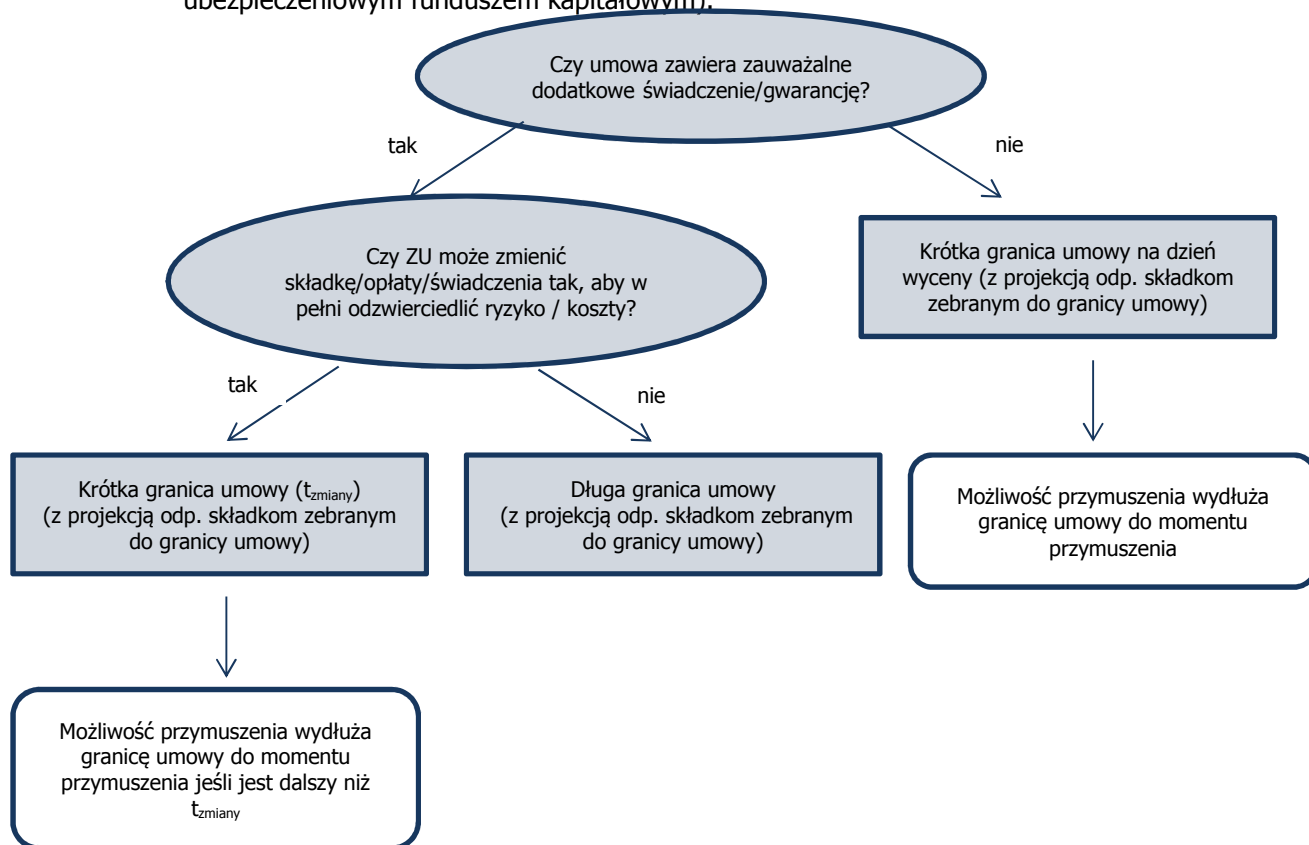 ubezpieczeniowym funduszem kapitałowym).
Czy umowa zawiera zauważalne
dodatkowe świadczenie/gwarancję?
tak
nie
Czy ZU może zmienić
składkę/opłaty/świadczenia tak, aby w
pełni odzwierciedlić ryzyko / koszty?
Krótka granica umowy na dzień
wyceny (z projekcją odp. składkom
zebranym do granicy umowy)
tak
nie
Krótka granica umowy (tzmiany)
(z projekcją odp. składkom zebranym
do granicy umowy)
Długa granica umowy
(z projekcją odp. składkom zebranym
do granicy umowy)
Możliwość przymuszenia wydłuża
granicę umowy do momentu
przymuszenia
Możliwość przymuszenia wydłuża
granicę umowy do momentu
przymuszenia jeśli jest dalszy niż
tzmiany